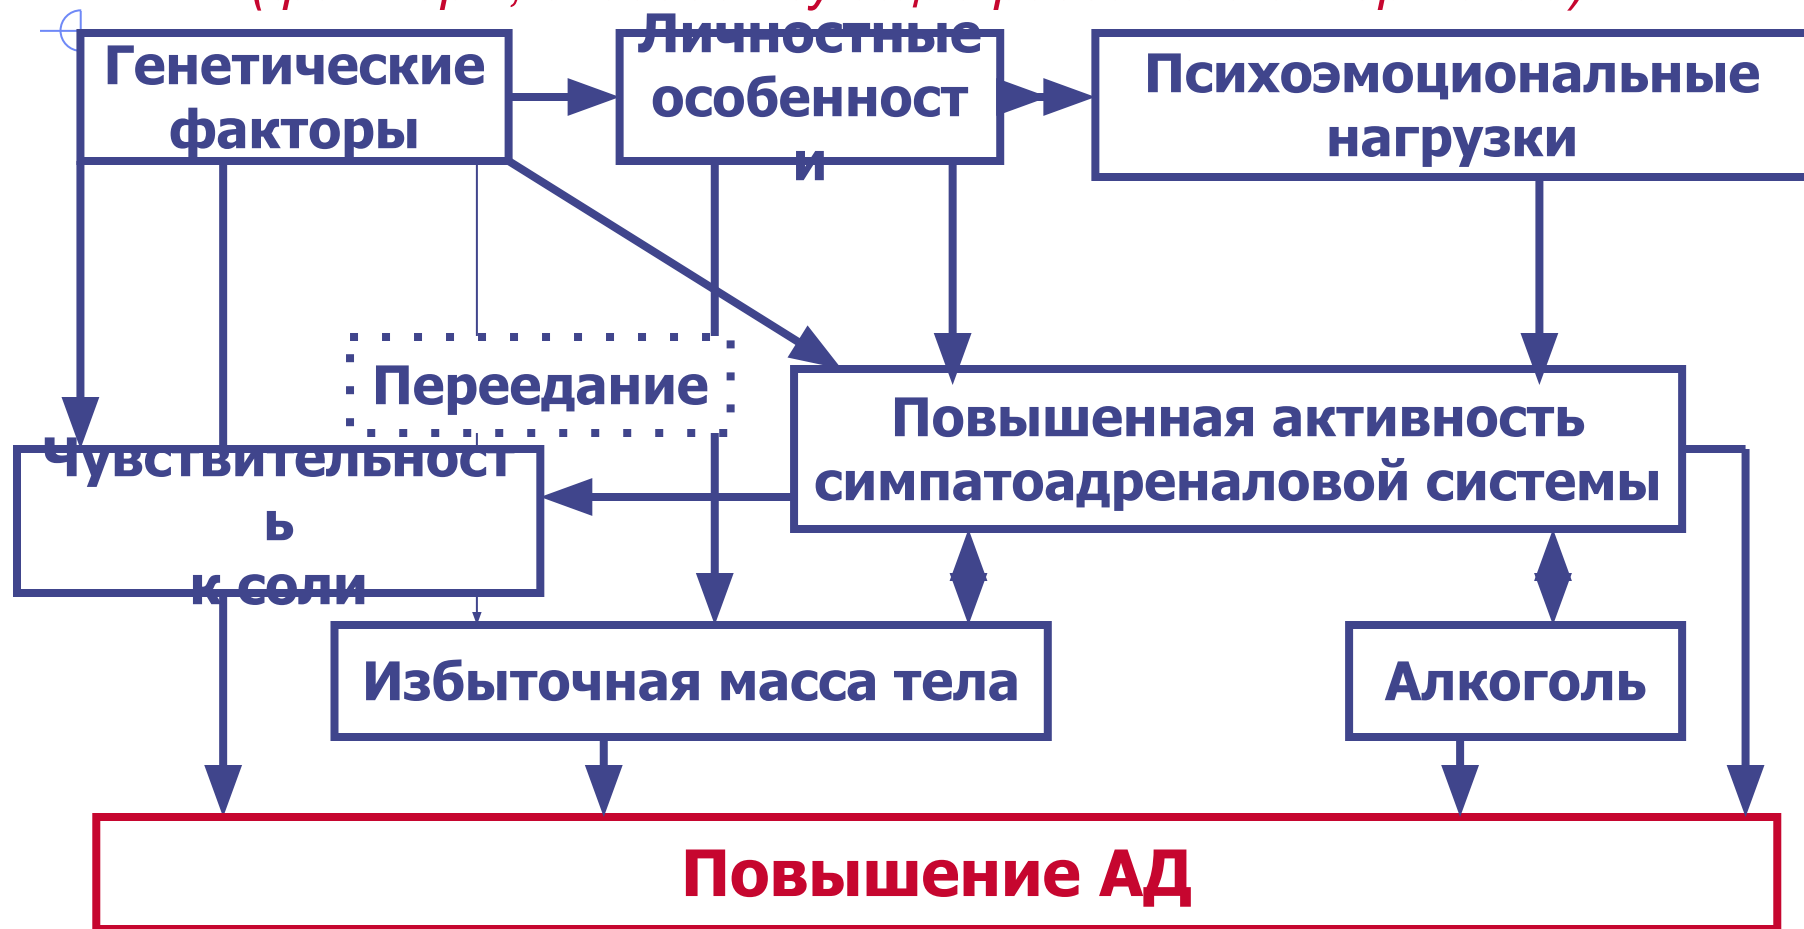 Генетические
факторы
Личностные
особенност
и
Психоэмоциональные
нагрузки
Переедание
Повышенная активность
симпатоадреналовой системы
Чувствительност
ь
к соли
Избыточная масса тела
Алкоголь
Повышение АД